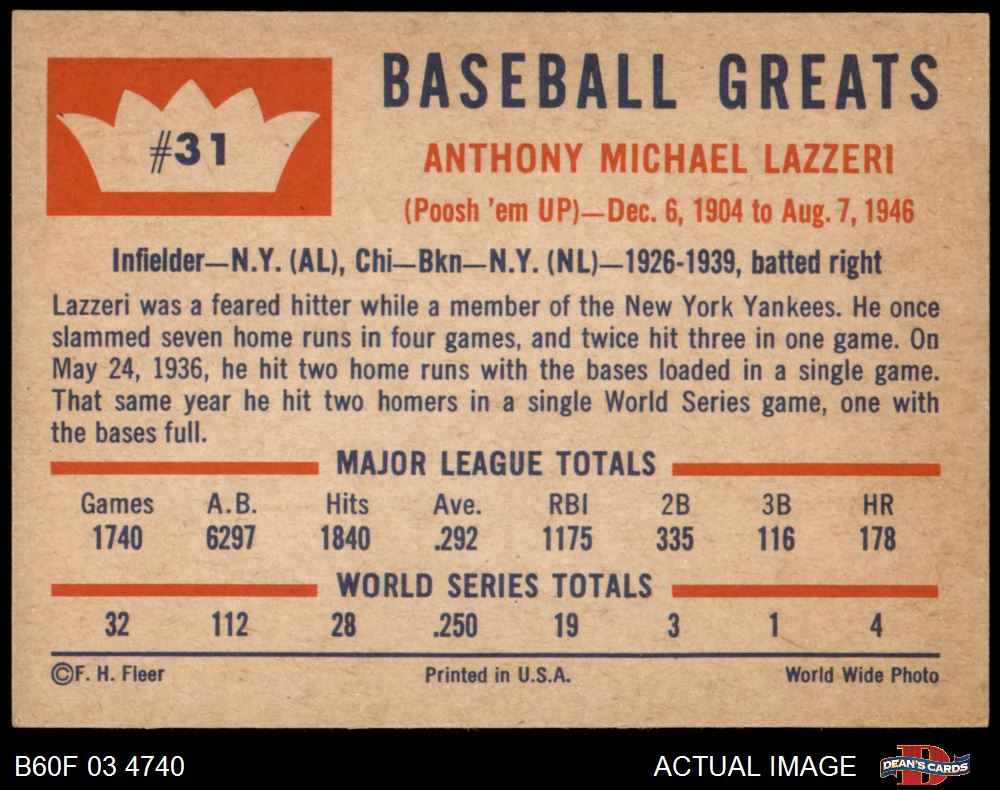 #31
BASEBALL GREATS
ANTHONY MICHAEL LAZZERI
(Poosh 'em UP)—Dec. 6, 1904 to Aug. 7, 1946
Infielder—N.Y. (AL), Chi—Bkn—N.Y. (NL)—1926-1939, batted right
Lazzeri was a feared hitter while a member of the New York Yankees. He once
slammed seven home runs in four games, and twice hit three in one game. On
May 24, 1936, he hit two home runs with the bases loaded in a single game.
That same year he hit two homers in a single World Series game, one with
the bases full.
MAJOR LEAGUE TOTALS
Games A.B. Hits Ave. RBI 2B 3B HR
1740 6297 1840 .292 1175 335 116 178
WORLD SERIES TOTALS
32 112 28 .250 19 3 1 4
©F. H. Fleer Printed in U.S.A. World Wide Photo
B60F 03 4740 ACTUAL IMAGE D DEAN'S CARDS